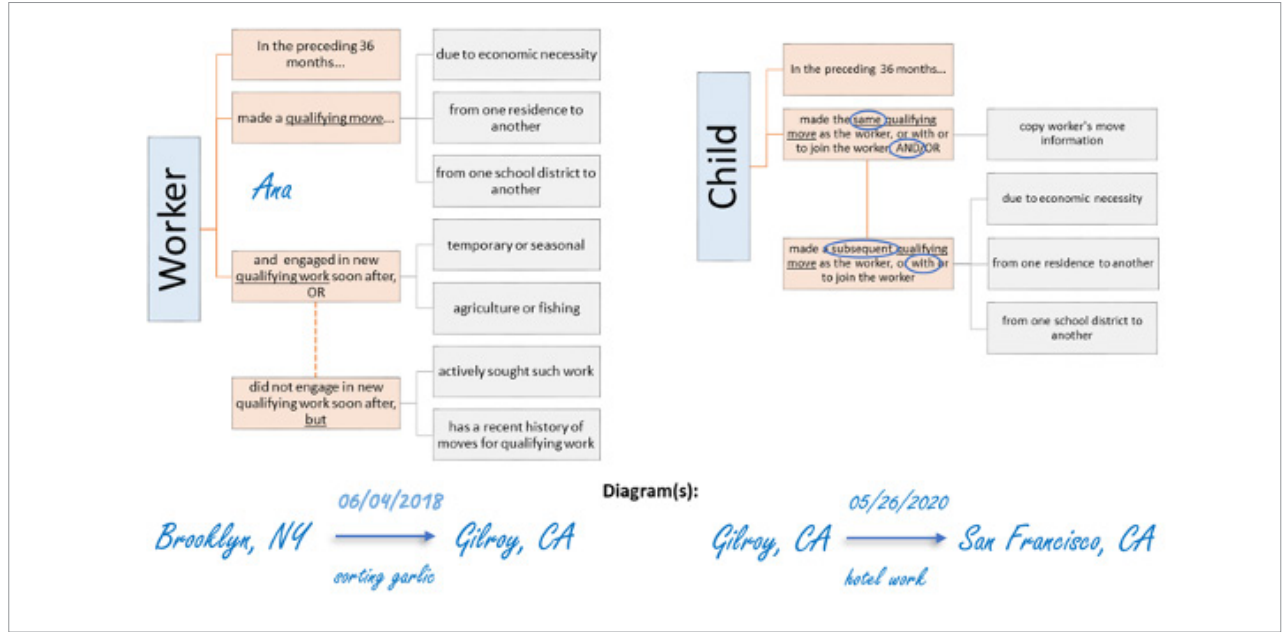 Worker
In the preceding 36
months...
made a qualifying move...
Ana
and engaged in new
qualifying work soon after,
OR
did not engage in new
qualifying work soon after,
but
due to economic necessity
from one residence to
another
from one school district to
another
temporary or seasonal
agriculture or fishing
actively sought such work
has a recent history of
moves for qualifying work
Child
In the preceding 36 months...
made the same qualifying
move as the worker, or with or
to join the worker AND/OR
made a subsequent qualifying
move as the worker, or with or
to join the worker
copy worker's move
information
due to economic necessity
from one residence to another
from one school district to
another
Diagram(s):
06/04/2018
Brooklyn, NY
Gilroy, CA
sorting garlic
05/26/2020
Gilroy, CA
San Francisco, CA
hotel work